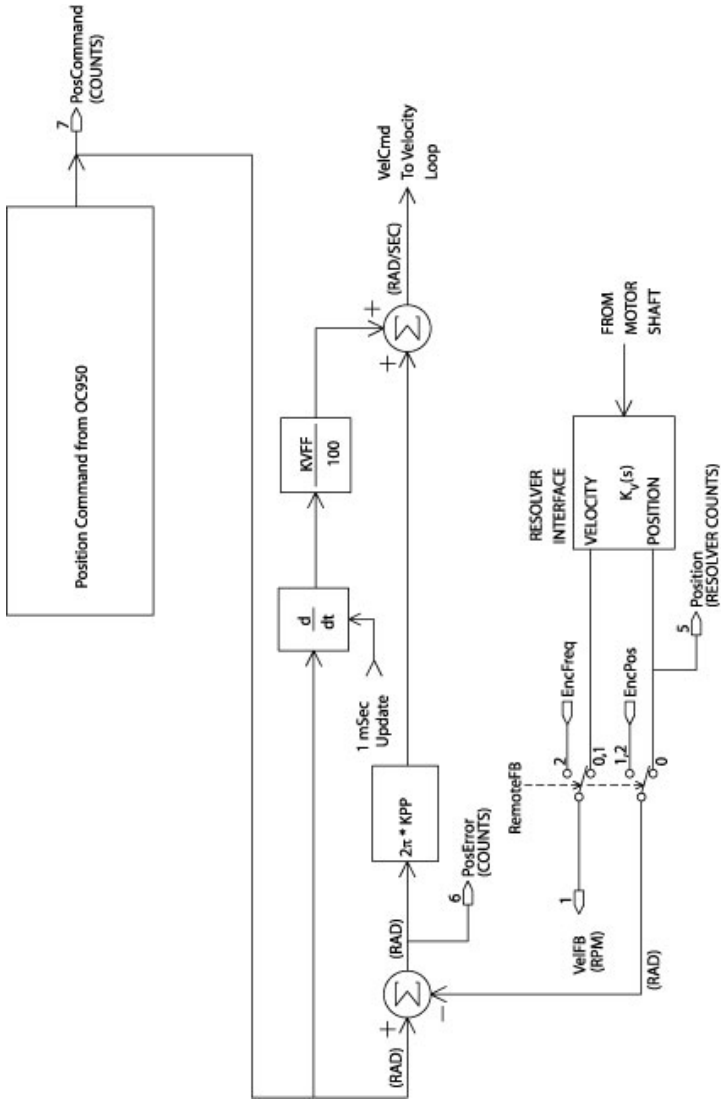 Position Command from OC950
7
PosCommand
(COUNTS)
KVFF
100
d
dt
1 mSec
Update
+
+
Σ
(RAD/SEC)
VelCmd
To Velocity
Loop
2π * KPP
(RAD)
+
Σ
−
(RAD)
6
PosError
(COUNTS)
(RAD)
1
VelFB
(RPM)
RemoteFB
2
EncFreq
0,1
1,2
EncPos
0
5
Position
(RESOLVER COUNTS)
RESOLVER
INTERFACE
VELOCITY
Kv(s)
POSITION
FROM
MOTOR
SHAFT